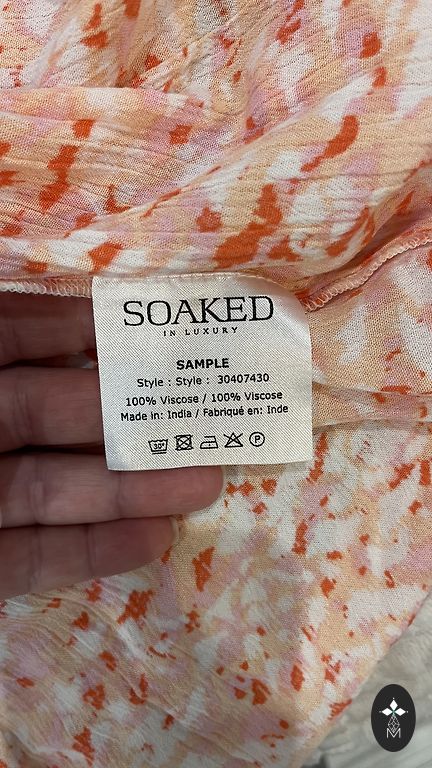 SOAKED
IN LUXURY
SAMPLE
Style : Style : 30407430
100% Viscose / 100% Viscose
Made in: India / Fabriqué en: Inde
30° P
M